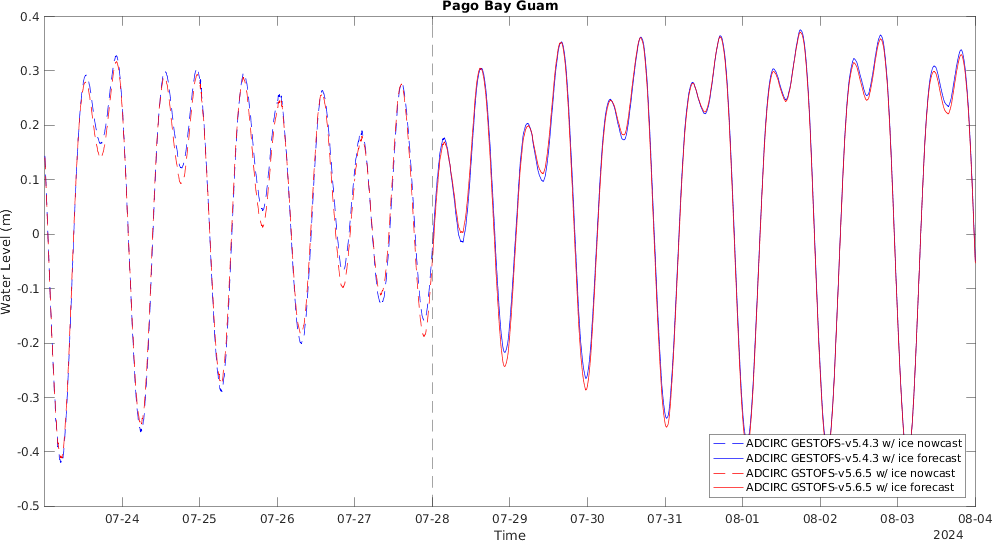 Pago Bay Guam
0.4
0.3
0.2
0.1
0
-0.1
-0.2
-0.3
-0.4
-0.5
Water Level (m)
ADCIRC GESTOFS-v5.4.3 w/ ice nowcast
ADCIRC GESTOFS-v5.4.3 w/ ice forecast
ADCIRC GSTOFS-v5.6.5 w/ ice nowcast
ADCIRC GSTOFS-v5.6.5 w/ ice forecast
07-24 07-25 07-26 07-27 07-28 07-29 07-30 07-31 08-01 08-02 08-03 08-04
Time
2024